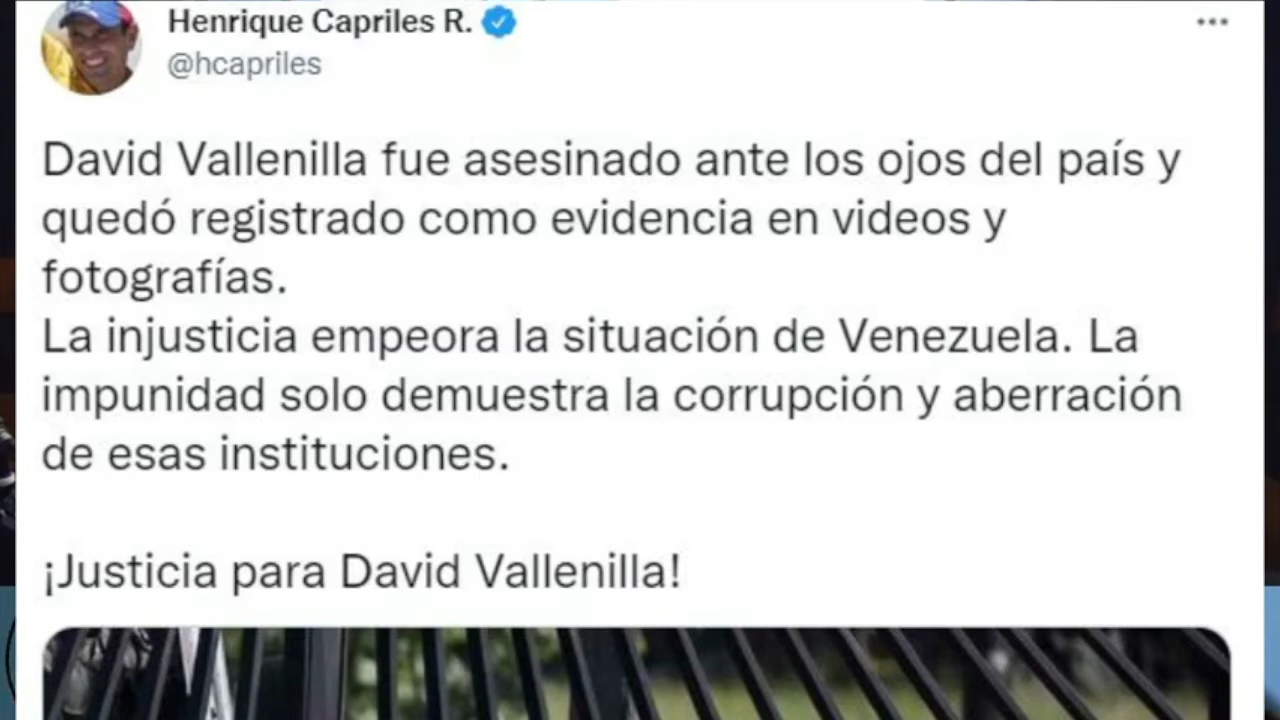 Henrique Capriles R.
@hcapriles
David Vallenilla fue asesinado ante los ojos del país y
quedó registrado como evidencia en videos y
fotografías.
La injusticia empeora la situación de Venezuela. La
impunidad solo demuestra la corrupción y aberración
de esas instituciones.
¡Justicia para David Vallenilla!